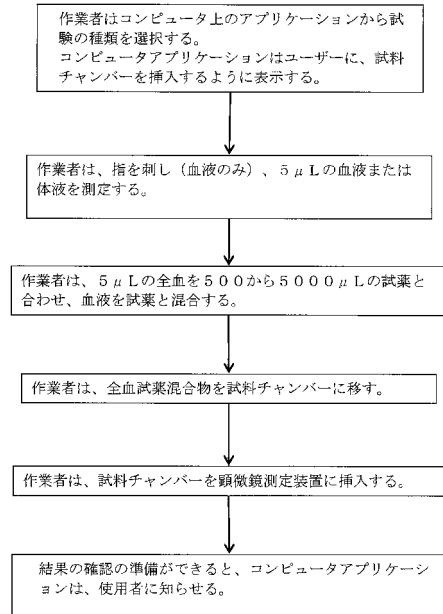 作業者はコンピュータ上のアプリケーションから試
験の種類を選択する。
コンピュータアプリケーションはユーザーに、試料
チャンバーを挿入するように表示する。
作業者は、指を刺し（血液のみ）、５μＬの血液または
体液を測定する。
作業者は、５μＬの全血を５００から５０００μＬの試薬と
合わせ、血液を試薬と混合する。
作業者は、全血試薬混合物を試料チャンバーに移す。
作業者は、試料チャンバーを顕微鏡測定装置に挿入する。
結果の確認の準備ができると、コンピュータアプリケーシ
ョンは、使用者に知らせる。